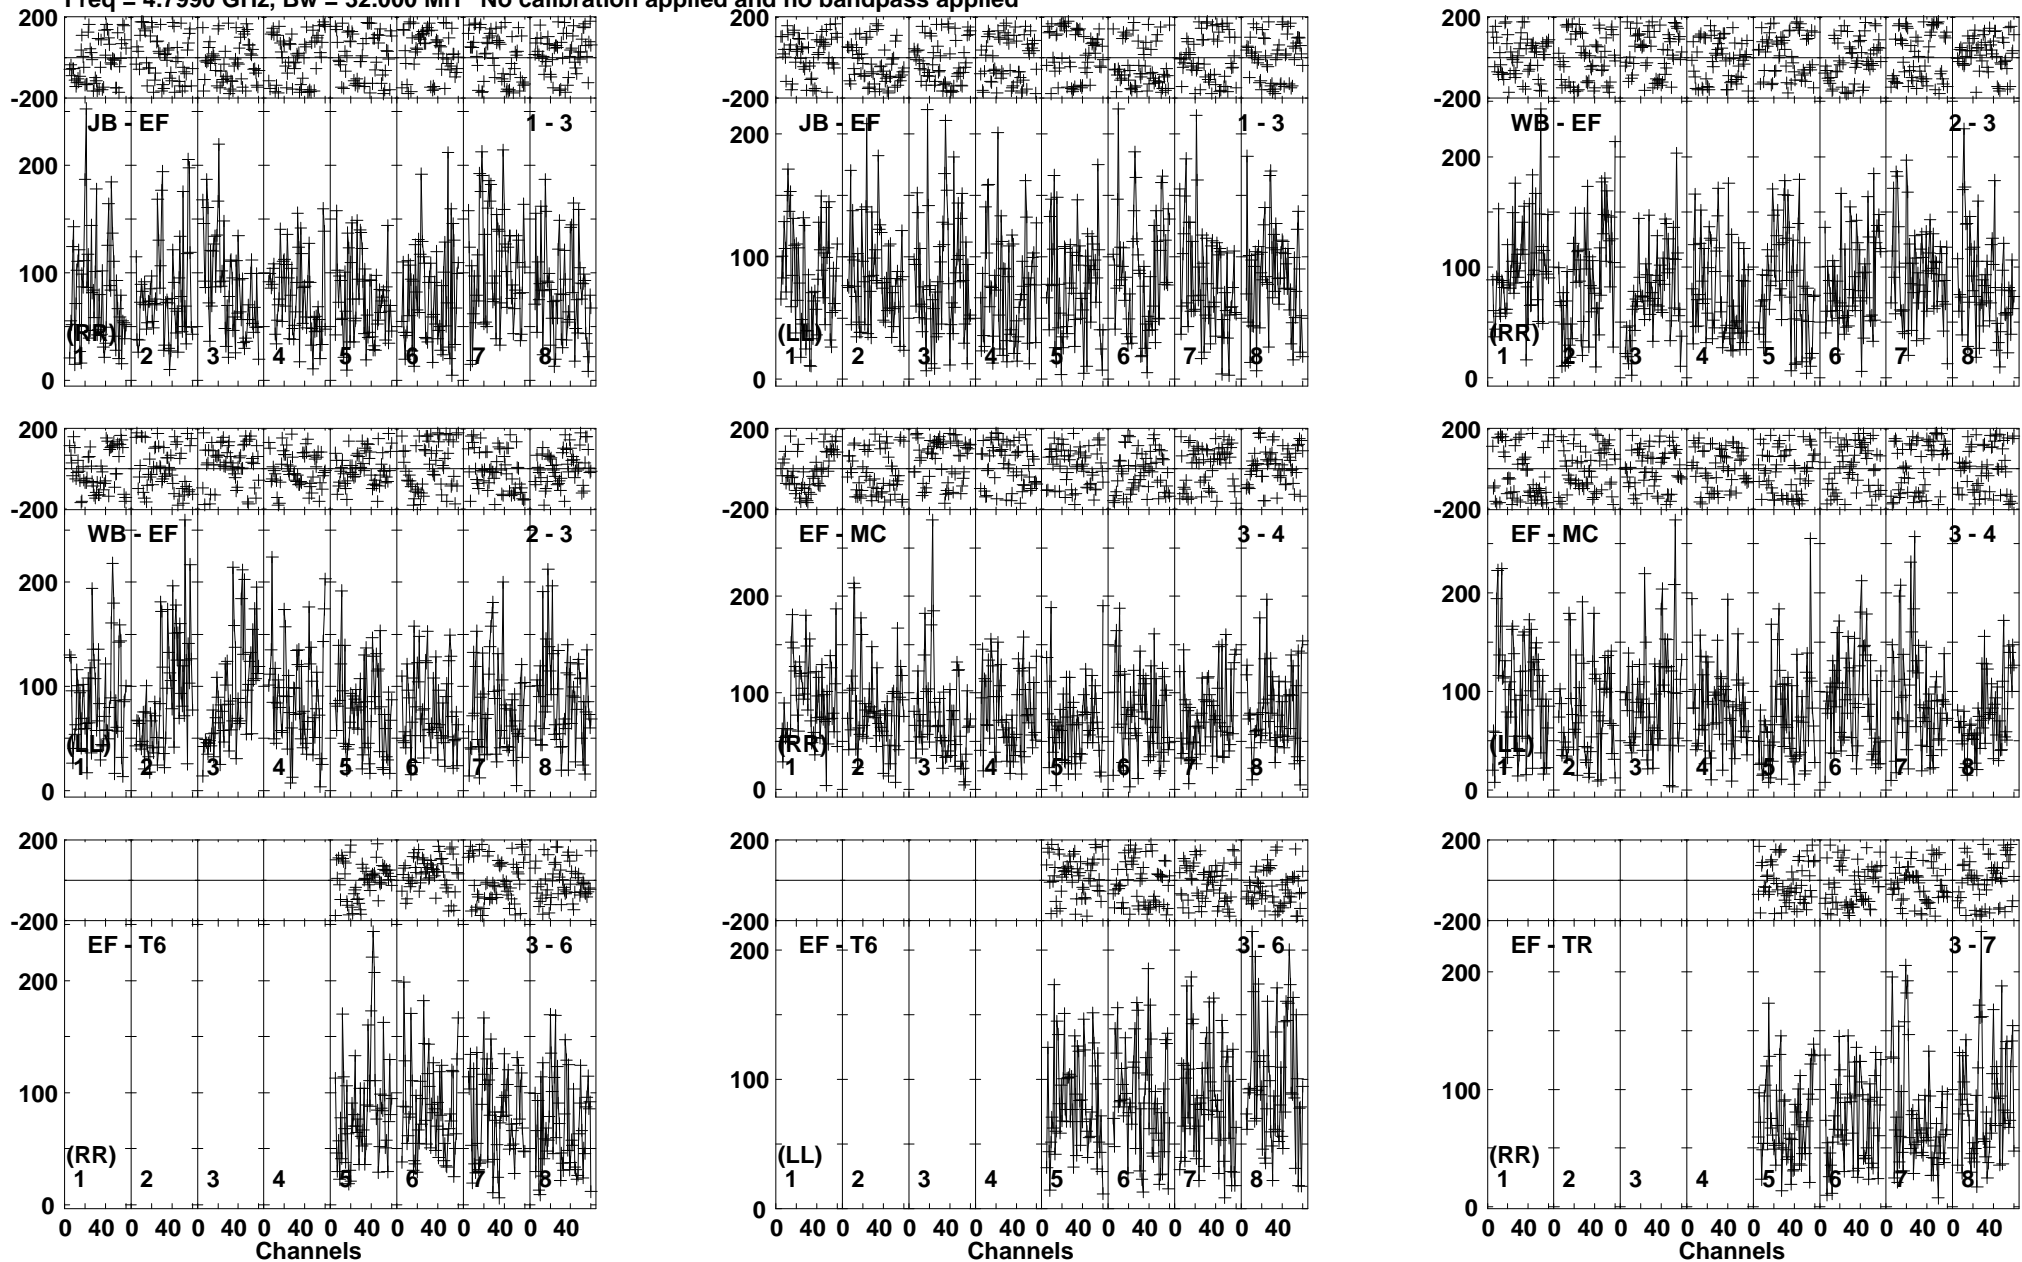 Freq = 4.7990 GHz, Bw = 32.000 MH No calibration applied and no bandpass applied
200 200 200
-200 -200 -200
JB - EF 1 - 3 JB - EF 1 - 3 WB - EF 2 - 3
200 200 200
100 100 100
(RR) (LL) (RR)
1 2 3 4 5 6 7 8 1 2 3 4 5 6 7 8 1 2 3 4 5 6 7 8
0 0 0
200 200 200
-200 -200 -200
WB - EF 2 - 3 EF - MC 3 - 4 EF - MC 3 - 4
200 200 200
100 100 100
(LL) (RR) (LL)
1 2 3 4 5 6 7 8 1 2 3 4 5 6 7 8 1 2 3 4 5 6 7 8
0 0 0
200 200 200
-200 -200 -200
EF - T6 3 - 6 EF - T6 3 - 6 EF - TR 3 - 7
200 200 200
100 100 100
(RR) (LL) (RR)
1 2 3 4 5 6 7 8 1 2 3 4 5 6 7 8 1 2 3 4 5 6 7 8
0 0 0
0 40 0 40 0 40 0 40 0 40 0 40 0 40 0 40 0 40 0 40 0 40 0 40 0 40 0 40 0 40 0 40 0 40 0 40 0 40 0 40 0 40 0 40 0 40 0 40
Channels Channels Channels